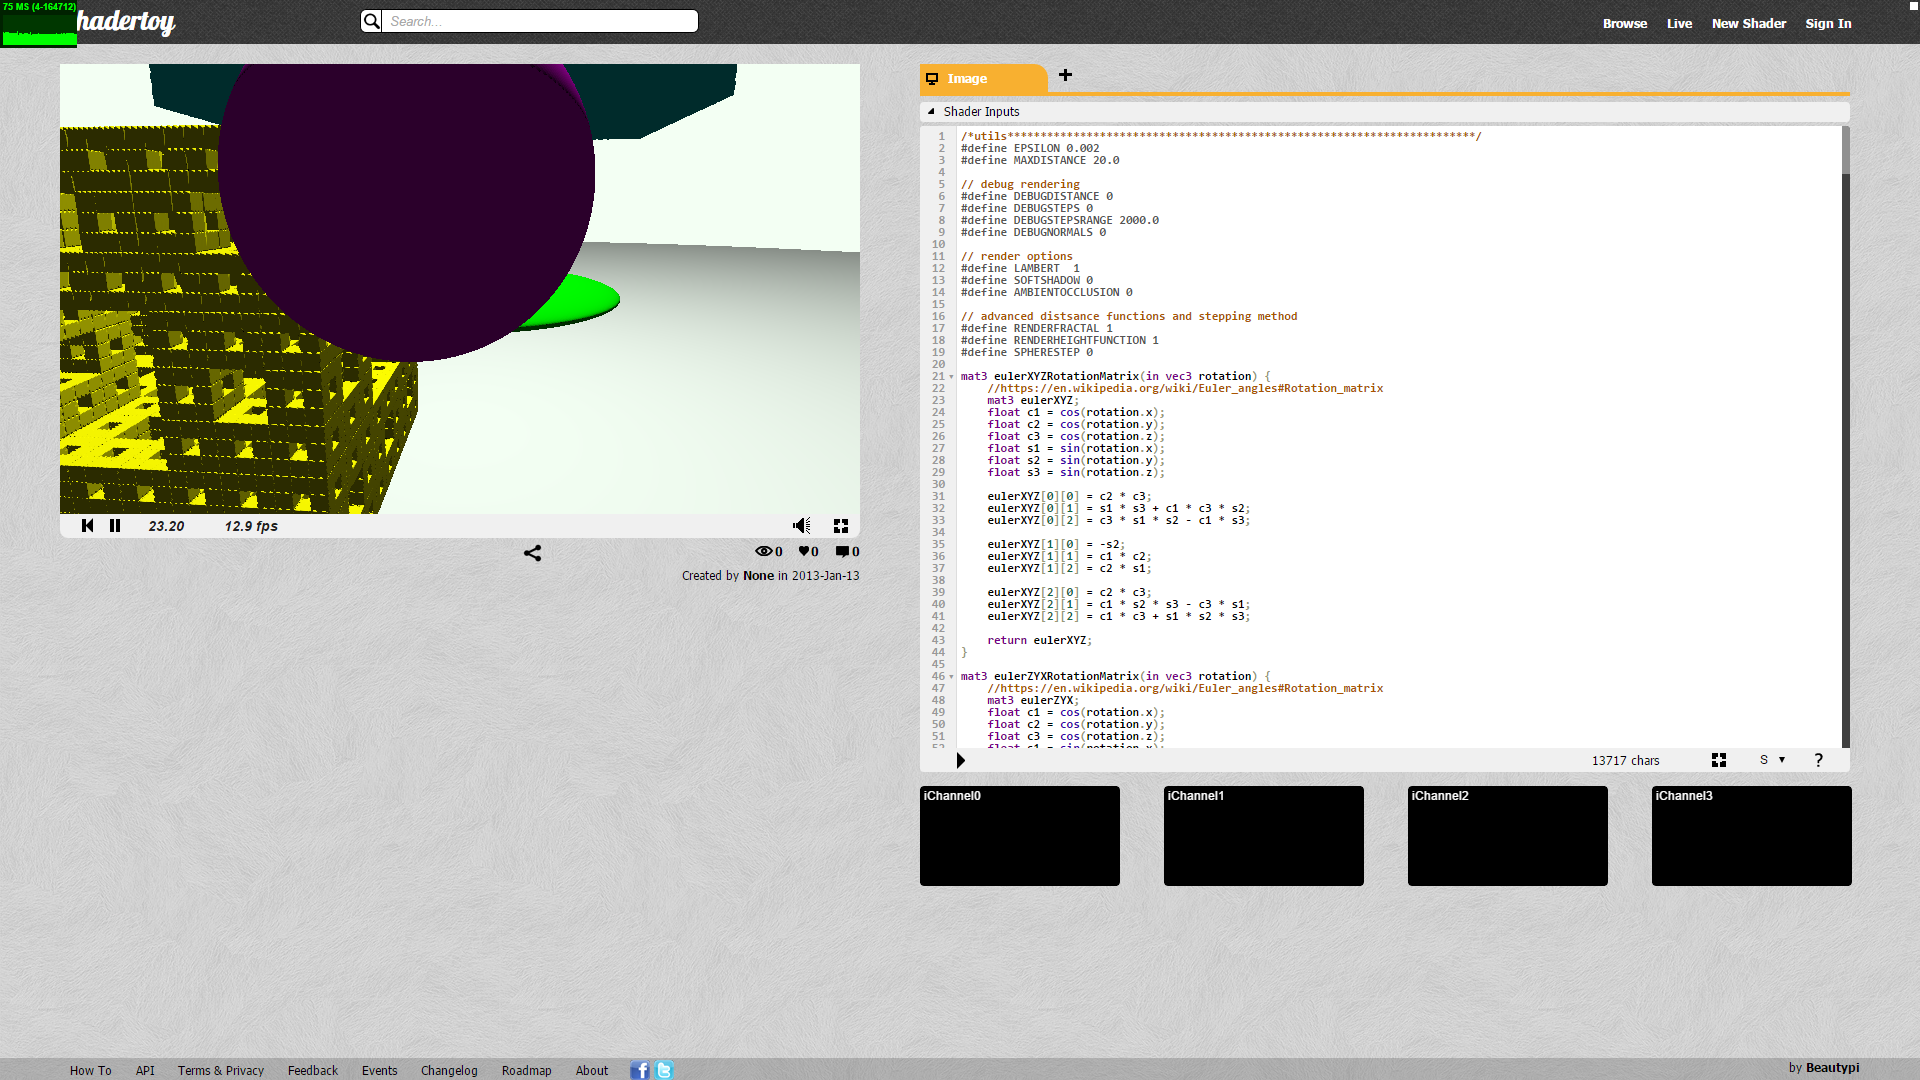 75 MS (4-164712)
hadertoy
Search...
Browse Live New Shader Sign In
Image
Shader Inputs
1 /*utils***********************************************************************/
2 #define EPSILON 0.002
3 #define MAXDISTANCE 20.0
4
5 // debug rendering
6 #define DEBUGDISTANCE 0
7 #define DEBUGSTEPS 0
8 #define DEBUGSTEPSRANGE 2000.0
9 #define DEBUGNORMALS 0
10
11 // render options
12 #define LAMBERT  1
13 #define SOFTSHADOW 0
14 #define AMBIENTOCCLUSION 0
15
16 // advanced distsance functions and stepping method
17 #define RENDERFRACTAL 1
18 #define RENDERHEIGHTFUNCTION 1
19 #define SPHERESTEP 0
20
21 mat3 eulerXYZRotationMatrix(in vec3 rotation) {
22     //https://en.wikipedia.org/wiki/Euler_angles#Rotation_matrix
23     mat3 eulerXYZ;
24     float c1 = cos(rotation.x);
25     float c2 = cos(rotation.y);
26     float c3 = cos(rotation.z);
27     float s1 = sin(rotation.x);
28     float s2 = sin(rotation.y);
29     float s3 = sin(rotation.z);
30
31     eulerXYZ[0][0] = c2 * c3;
32     eulerXYZ[0][1] = s1 * s3 + c1 * c3 * s2;
33     eulerXYZ[0][2] = c3 * s1 * s2 - c1 * s3;
34
35     eulerXYZ[1][0] = -s2;
36     eulerXYZ[1][1] = c1 * c2;
37     eulerXYZ[1][2] = c2 * s1;
38
39     eulerXYZ[2][0] = c2 * c3;
40     eulerXYZ[2][1] = c1 * s2 * s3 - c3 * s1;
41     eulerXYZ[2][2] = c1 * c3 + s1 * s2 * s3;
42
43     return eulerXYZ;
44 }
45
46 mat3 eulerZYXRotationMatrix(in vec3 rotation) {
47     //https://en.wikipedia.org/wiki/Euler_angles#Rotation_matrix
48     mat3 eulerZYX;
49     float c1 = cos(rotation.x);
50     float c2 = cos(rotation.y);
51     float c3 = cos(rotation.z);
52     float s1 = sin(rotation.x);
13717 chars S ?
23.20 12.9 fps
0 0 0
Created by None in 2013-Jan-13
iChannel0 iChannel1 iChannel2 iChannel3
How To API Terms & Privacy Feedback Events Changelog Roadmap About
by Beautypi